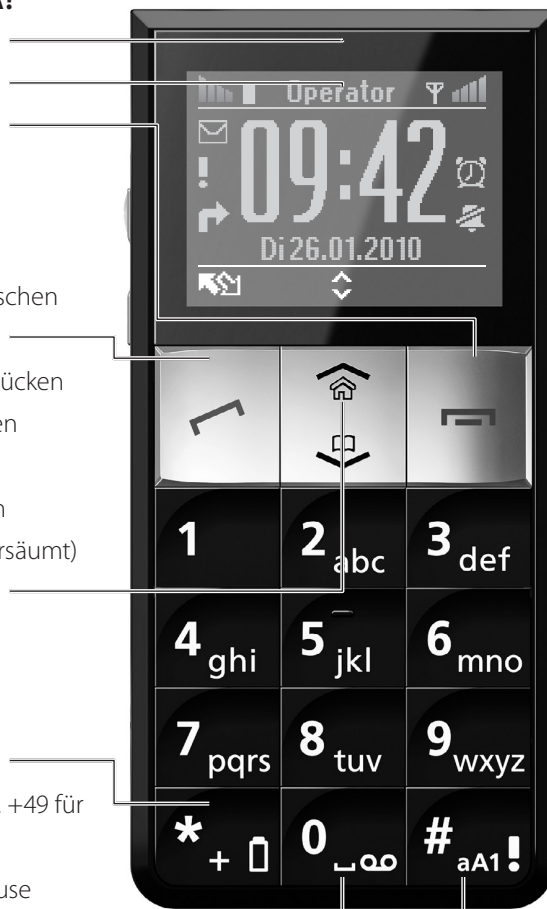 Operator
09:42
Di 26.01.2010
schen
ücken
en
1 2 abc 3 def
n
rsäumt)
4 ghi 5 jkl 6 mno
7 pqrs 8 tuv 9 wxyz
+49 für
* + 0 # aA1 !
use